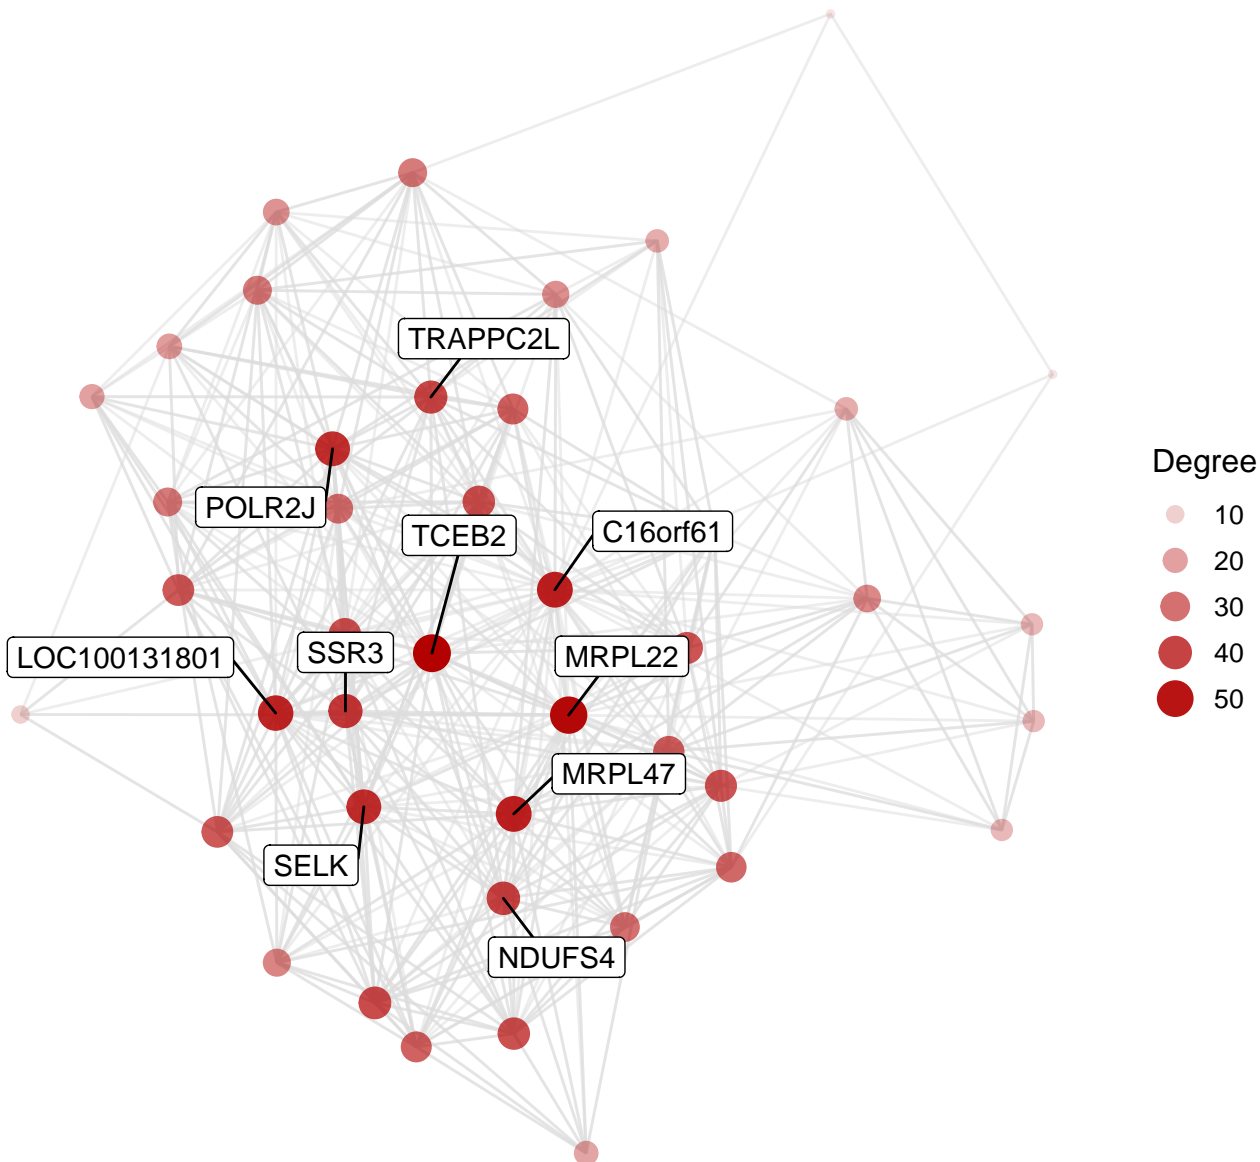 TRAPPC2L
POLR2J
TCEB2
C16orf61
LOC100131801
SSR3
MRPL22
MRPL47
SELK
NDUFS4
Degree
10
20
30
40
50